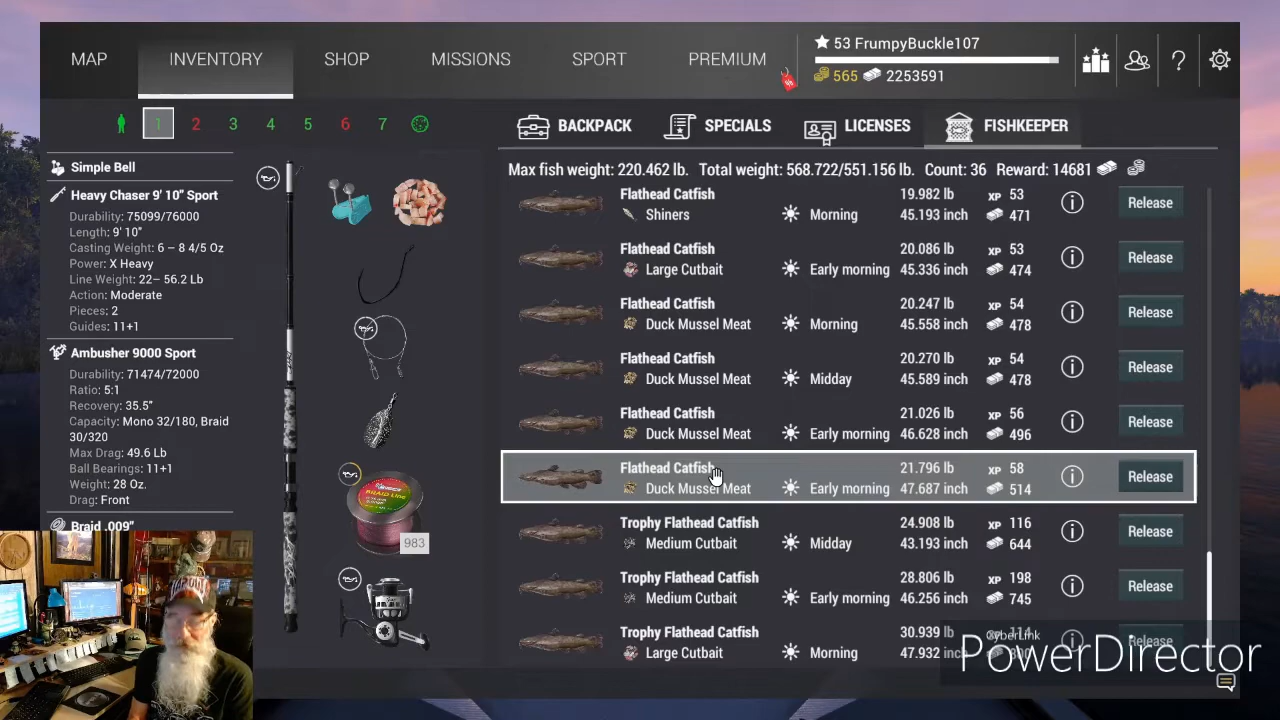 MAP INVENTORY SHOP MISSIONS SPORT PREMIUM
53 FrumpyBuckle107
565 2253591
1 2 3 4 5 6 7
BACKPACK SPECIALS LICENSES FISHKEEPER
Max fish weight: 220.462 lb. Total weight: 568.722/551.156 lb. Count: 36 Reward: 14681
Simple Bell
Heavy Chaser 9' 10" Sport
Durability: 75099/76000
Length: 9' 10"
Casting Weight: 6 – 8 4/5 Oz
Power: X Heavy
Line Weight: 22– 56.2 Lb
Action: Moderate
Pieces: 2
Guides: 11+1
Ambusher 9000 Sport
Durability: 71474/72000
Ratio: 5:1
Recovery: 35.5"
Capacity: Mono 32/180, Braid
30/320
Max Drag: 49.6 Lb
Ball Bearings: 11+1
Weight: 28 Oz.
Drag: Front
Braid .009"
BRAID LINE
983
Flathead Catfish 19.982 lb XP 53
Shiners Morning 45.193 inch 471
Release
Flathead Catfish 20.086 lb XP 53
Large Cutbait Early morning 45.336 inch 474
Release
Flathead Catfish 20.247 lb XP 54
Duck Mussel Meat Morning 45.558 inch 478
Release
Flathead Catfish 20.270 lb XP 54
Duck Mussel Meat Midday 45.589 inch 478
Release
Flathead Catfish 21.026 lb XP 56
Duck Mussel Meat Early morning 46.628 inch 496
Release
Flathead Catfish 21.796 lb XP 58
Duck Mussel Meat Early morning 47.687 inch 514
Release
Trophy Flathead Catfish 24.908 lb XP 116
Medium Cutbait Midday 43.193 inch 644
Release
Trophy Flathead Catfish 28.806 lb XP 198
Medium Cutbait Early morning 46.256 inch 745
Release
Trophy Flathead Catfish 30.939 lb
Large Cutbait Morning 47.932 inch
Release
CyberLink
PowerDirector